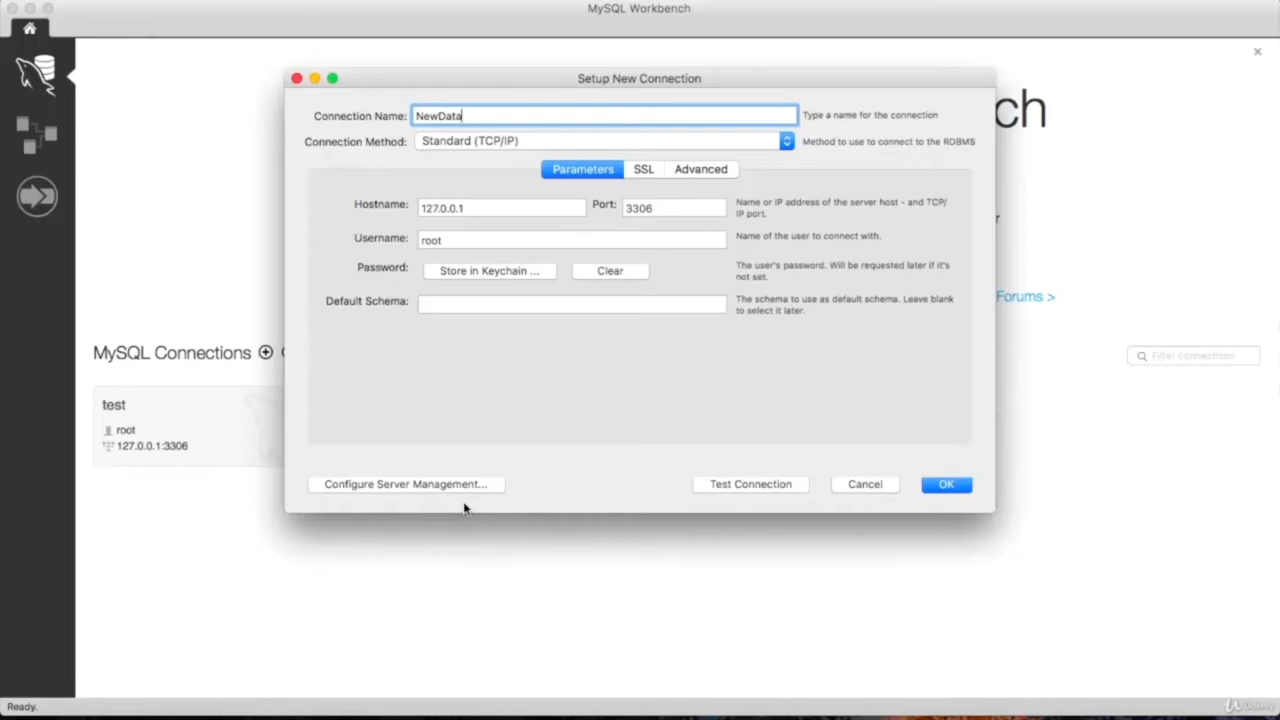 MySQL Workbench
Setup New Connection
ch
Connection Name: NewData Type a name for the connection
Connection Method: Standard (TCP/IP) Method to use to connect to the RDBMS
Parameters SSL Advanced
Hostname: 127.0.0.1 Port: 3306 Name or IP address of the server host - and TCP/
IP port.
r
Username: root Name of the user to connect with.
Password: Store in Keychain ... Clear The user's password. Will be requested later if it's
not set.
Forums >
Default Schema: The schema to use as default schema. Leave blank
to select it later.
MySQL Connections
Filter connections
test
root
127.0.0.1:3306
Configure Server Management... Test Connection Cancel OK
Ready.
Udemy